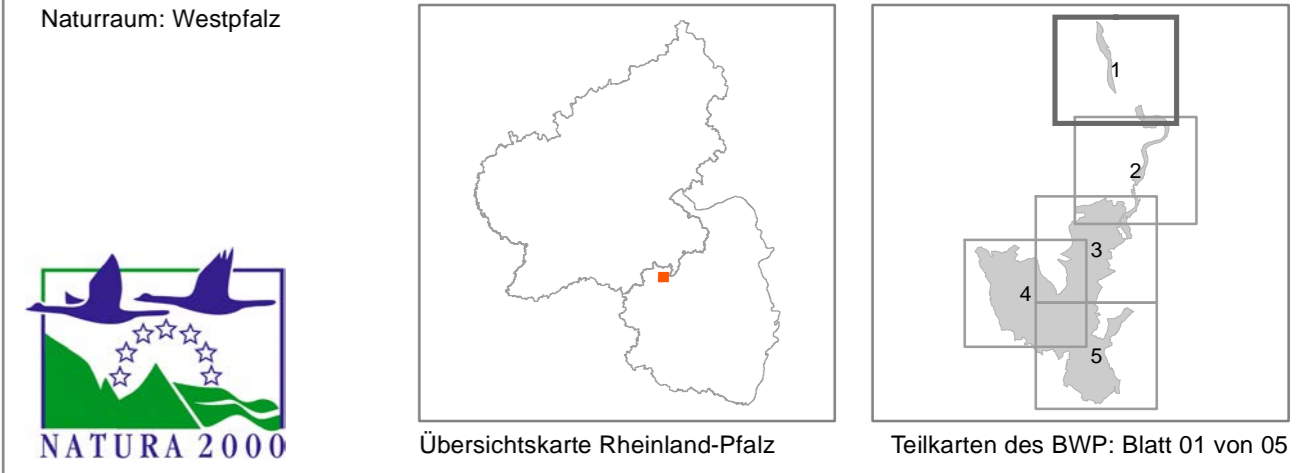 Naturraum: Westpfalz
NATURA 2000
Übersichtskarte Rheinland-Pfalz
1
2
3
4
5
Teilkarten des BWP: Blatt 01 von 05